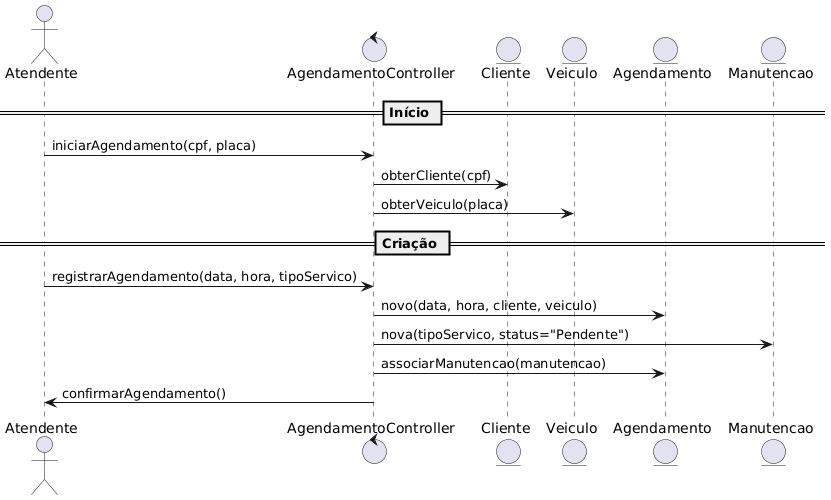 Atendente
AgendamentoController
Cliente
Veiculo
Agendamento
Manutencao
Início
iniciarAgendamento(cpf, placa)
obterCliente(cpf)
obterVeiculo(placa)
Criação
registrarAgendamento(data, hora, tipoServico)
novo(data, hora, cliente, veiculo)
nova(tipoServico, status="Pendente")
associarManutencao(manutencao)
confirmarAgendamento()
Atendente
AgendamentoController
Cliente
Veiculo
Agendamento
Manutencao